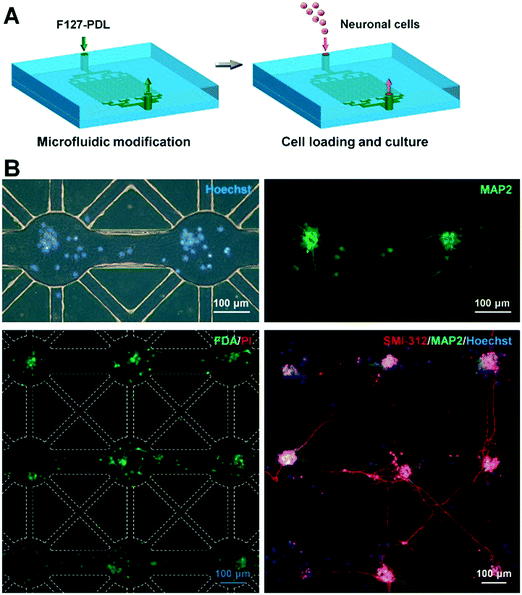 A
F127-PDL
Neuronal cells
Microfluidic modification
Cell loading and culture
B
Hoechst
100 µm
MAP2
100 µm
FDA/PI
100 µm
SMI-312/MAP2/Hoechst
100 µm